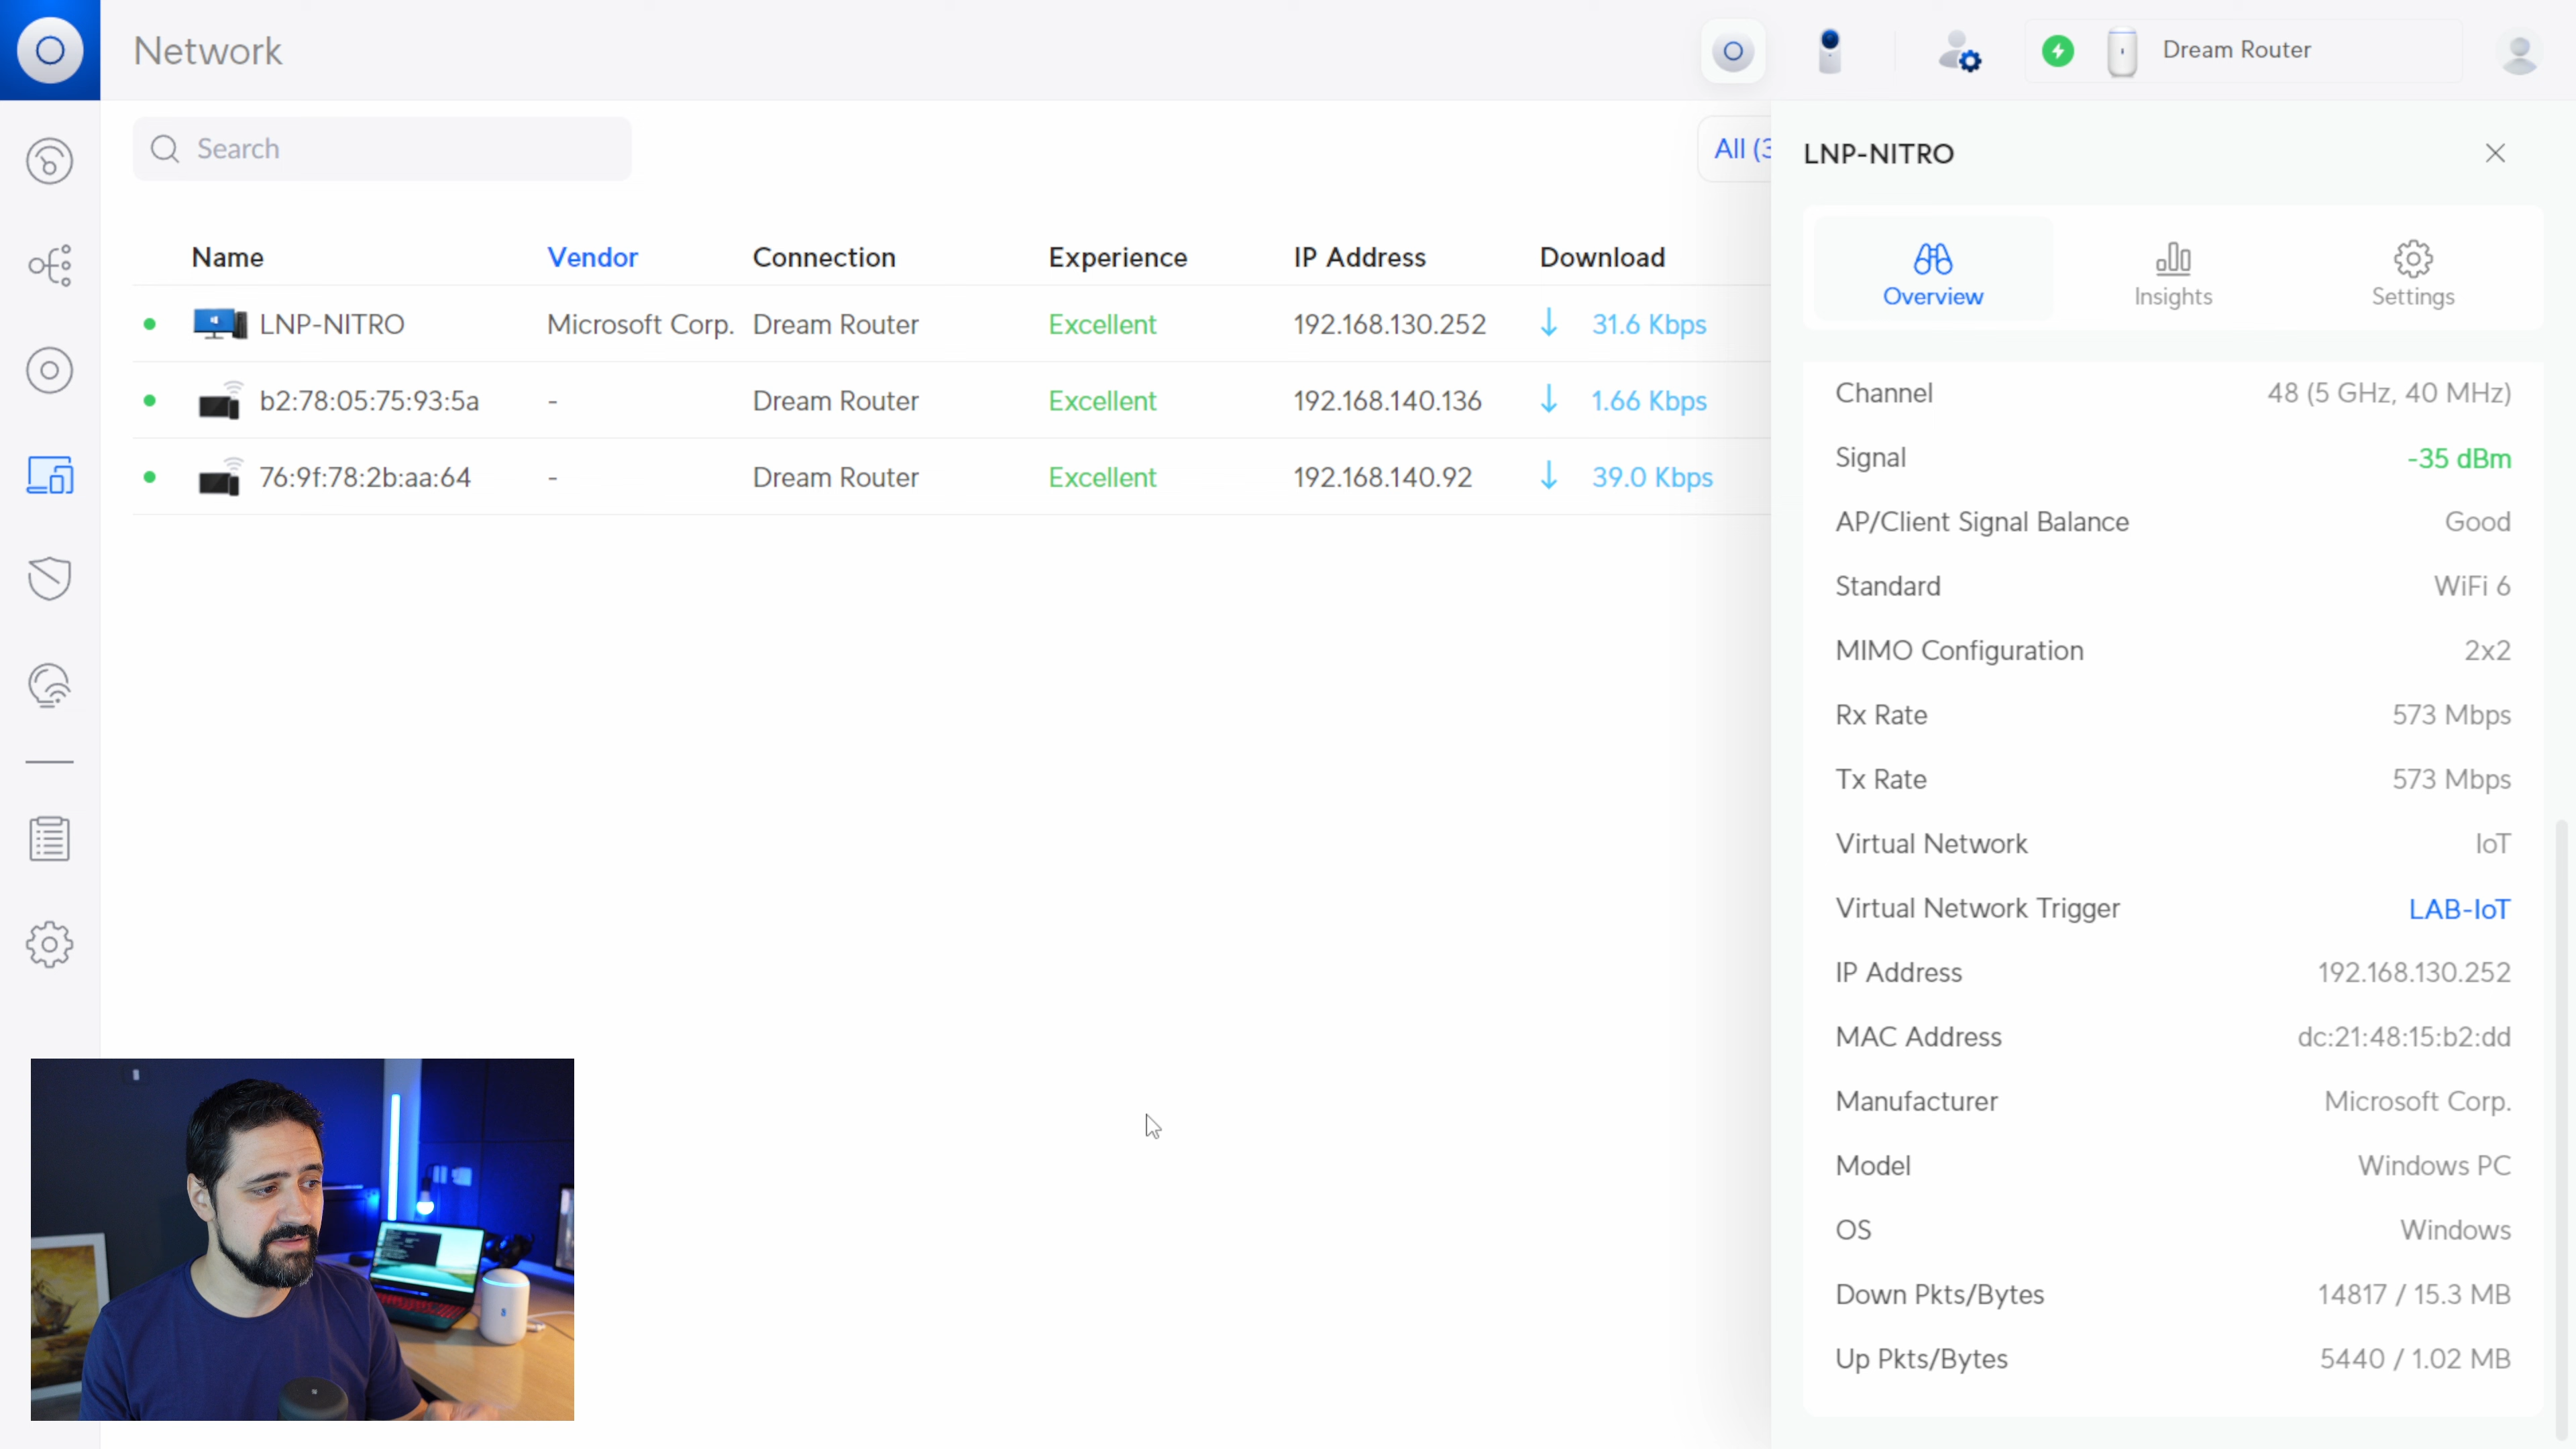 Network
Dream Router
Search
All (3
Name Vendor Connection Experience IP Address Download
LNP-NITRO Microsoft Corp. Dream Router Excellent 192.168.130.252 31.6 Kbps
b2:78:05:75:93:5a - Dream Router Excellent 192.168.140.136 1.66 Kbps
76:9f:78:2b:aa:64 - Dream Router Excellent 192.168.140.92 39.0 Kbps
LNP-NITRO
Overview Insights Settings
Channel 48 (5 GHz, 40 MHz)
Signal -35 dBm
AP/Client Signal Balance Good
Standard WiFi 6
MIMO Configuration 2x2
Rx Rate 573 Mbps
Tx Rate 573 Mbps
Virtual Network IoT
Virtual Network Trigger LAB-IoT
IP Address 192.168.130.252
MAC Address dc:21:48:15:b2:dd
Manufacturer Microsoft Corp.
Model Windows PC
OS Windows
Down Pkts/Bytes 14817 / 15.3 MB
Up Pkts/Bytes 5440 / 1.02 MB